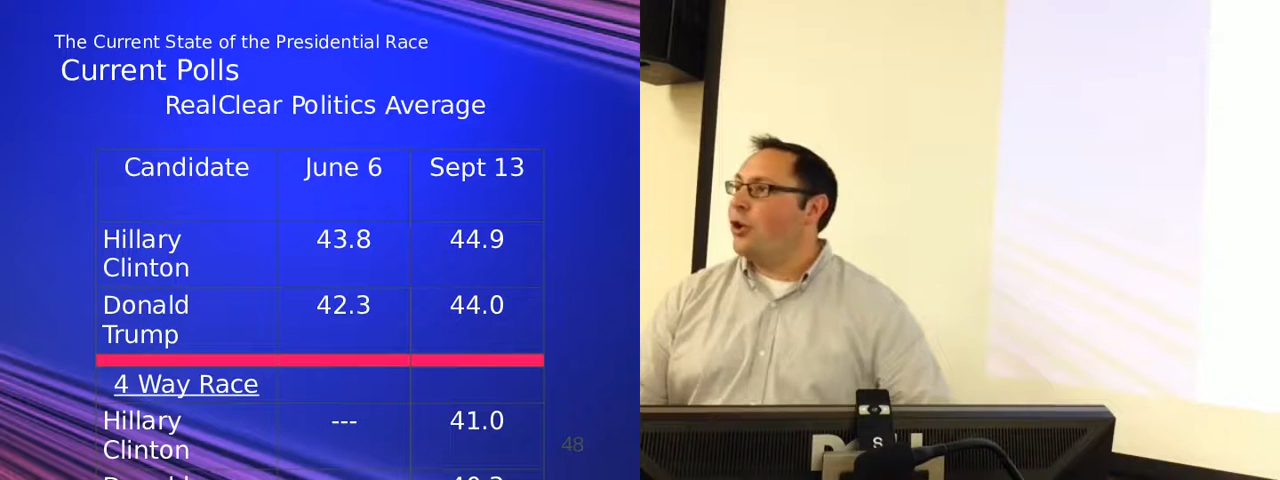 The Current State of the Presidential Race
Current Polls
RealClear Politics Average
Candidate June 6 Sept 13
Hillary Clinton 43.8 44.9
Donald Trump 42.3 44.0
4 Way Race
Hillary Clinton --- 41.0
48